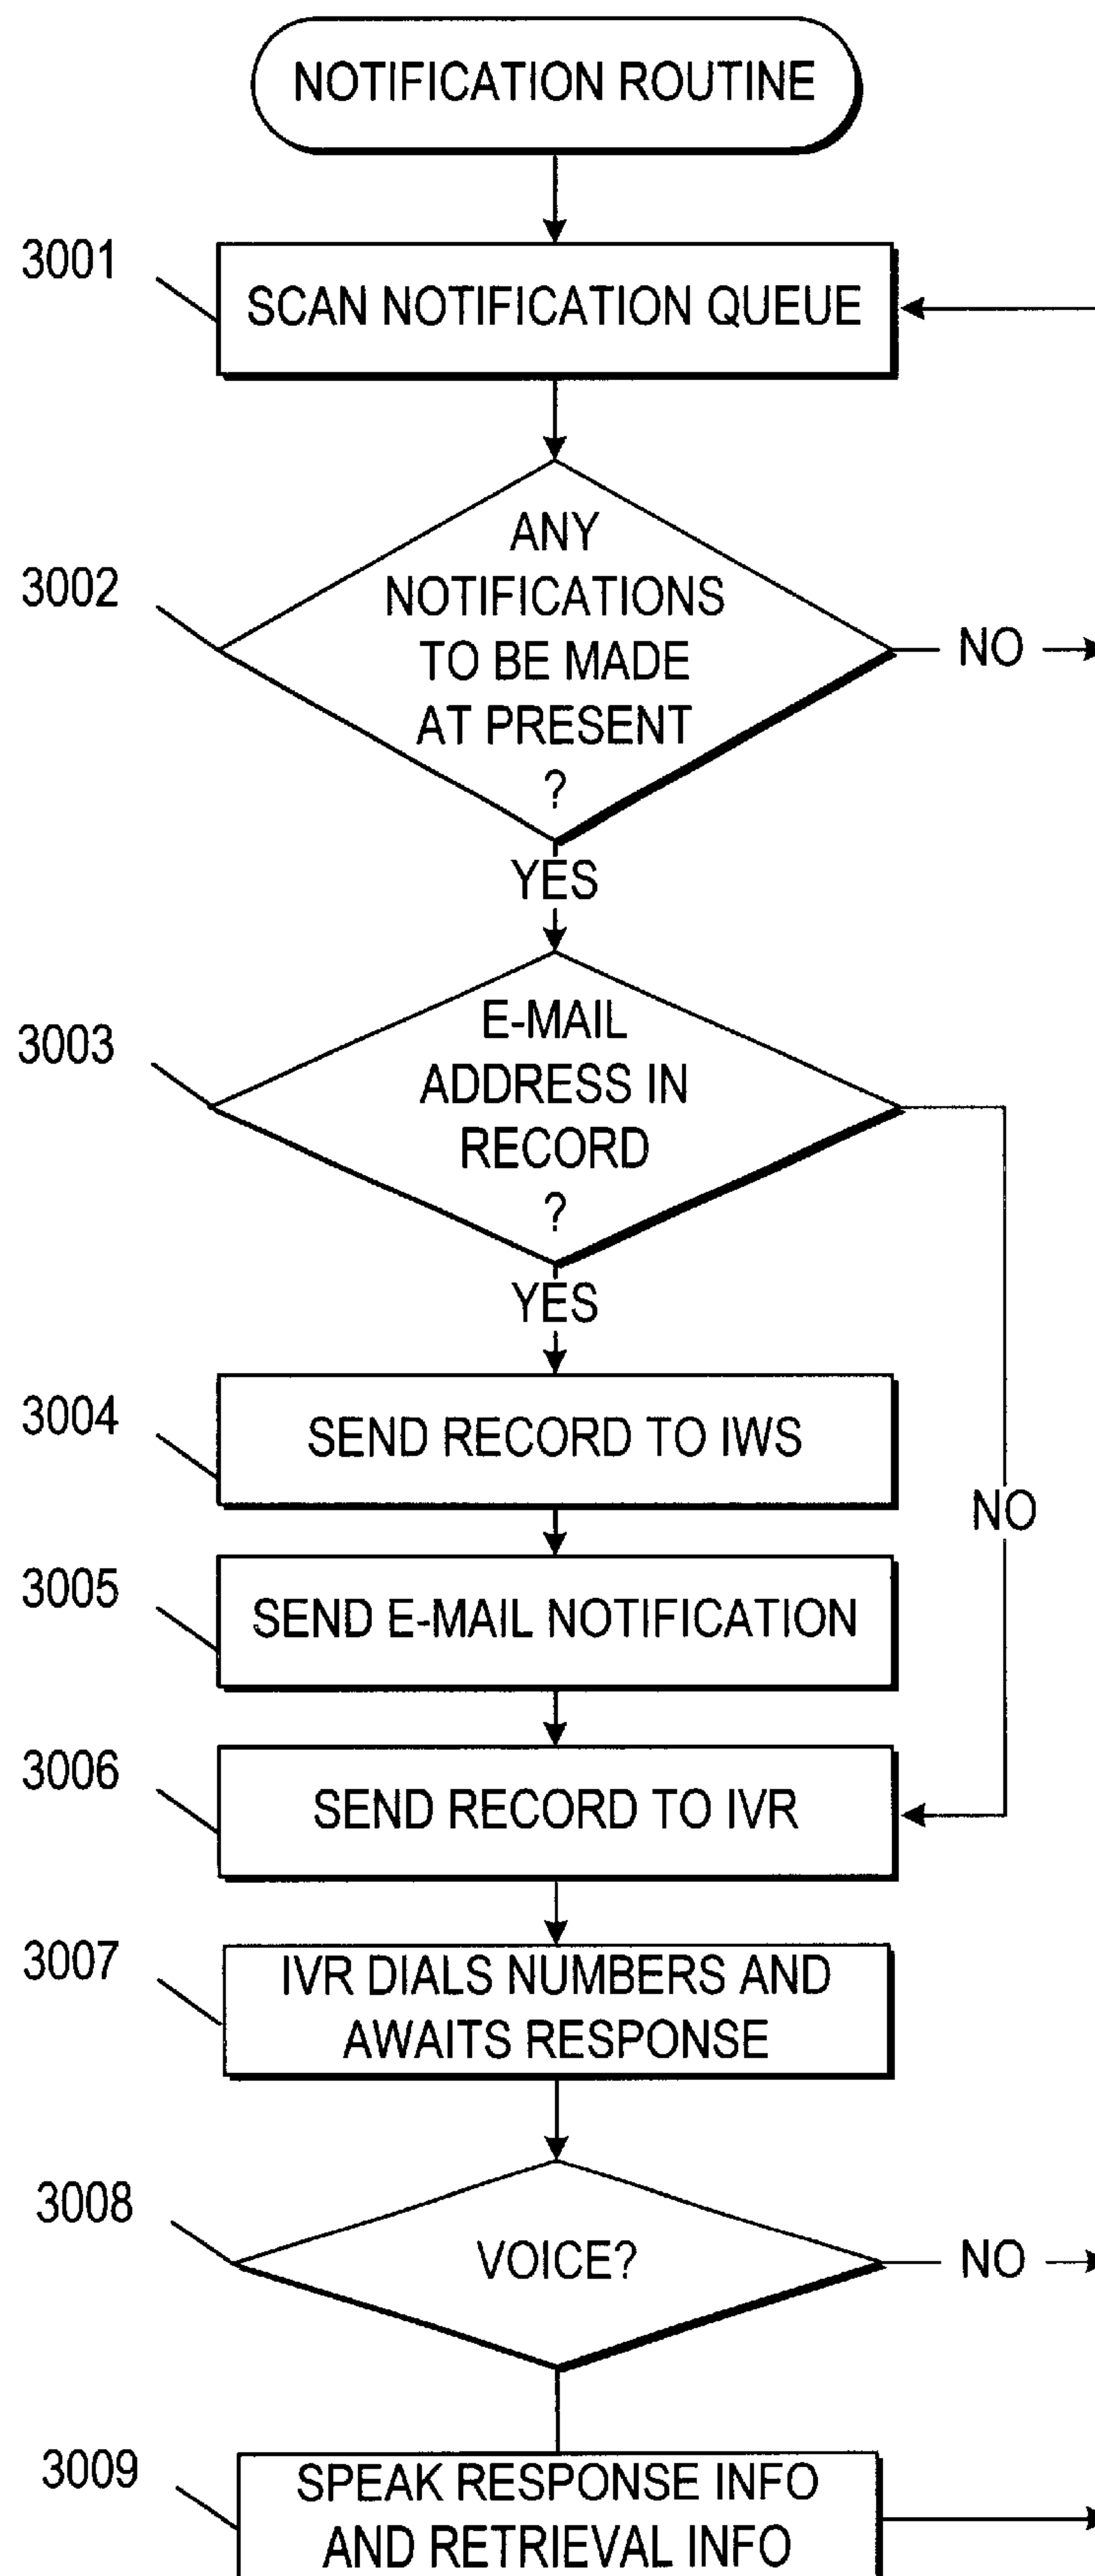 NOTIFICATION ROUTINE
3001
SCAN NOTIFICATION QUEUE
3002
ANY
NOTIFICATIONS
TO BE MADE
AT PRESENT
?
NO
YES
3003
E-MAIL
ADDRESS IN
RECORD
?
YES
3004
SEND RECORD TO IWS
NO
3005
SEND E-MAIL NOTIFICATION
3006
SEND RECORD TO IVR
3007
IVR DIALS NUMBERS AND
AWAITS RESPONSE
3008
VOICE?
NO
3009
SPEAK RESPONSE INFO
AND RETRIEVAL INFO